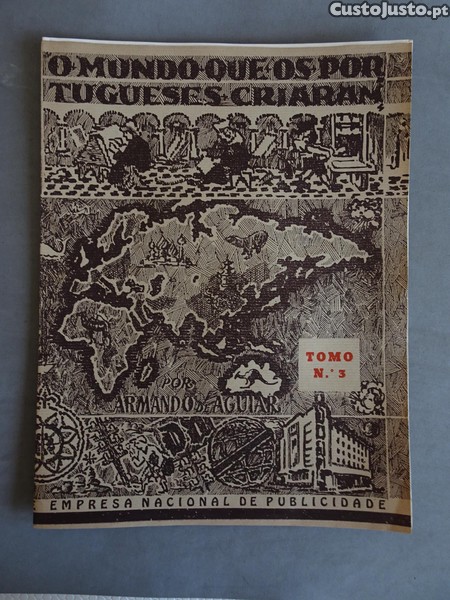 CustoJusto.pt
O·MUNDO·QUE·OS·POR
TUGUESES·CRIARAM
TOMO
N.º 3
POR
ARMANDO DE AGUIAR
EMPRESA NACIONAL DE PUBLICIDADE